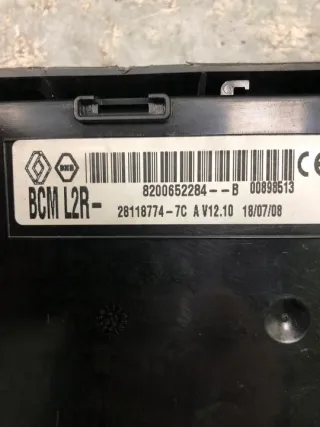 8200652284--B 00898513
BCM L2R- 28118774-7C A V12.10 18/07/08
CE